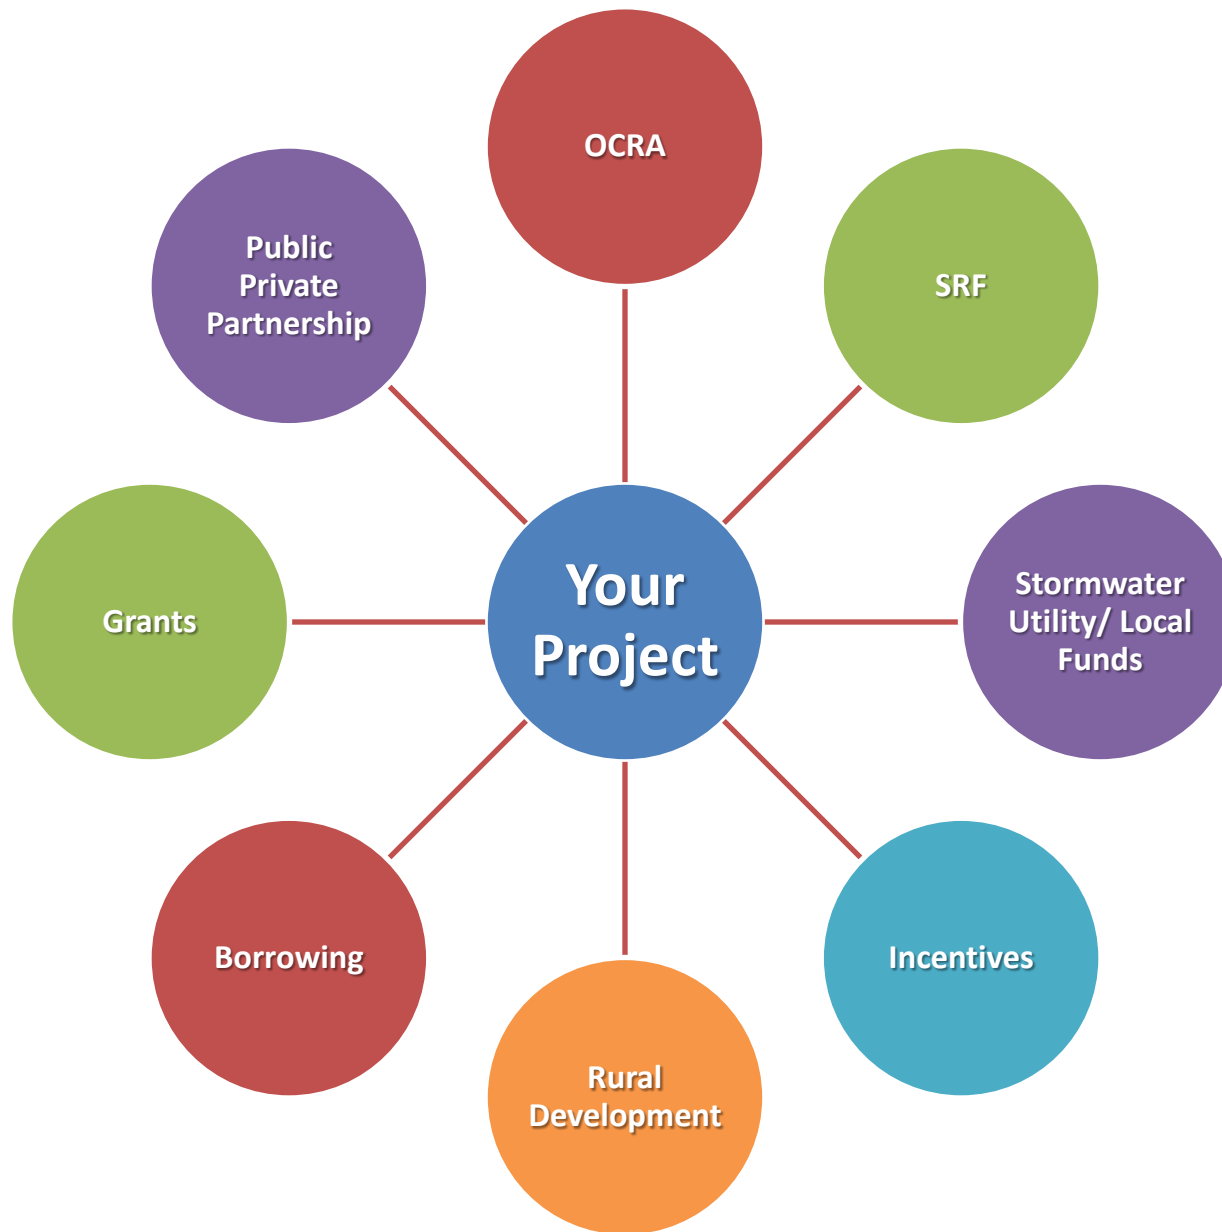 OCRA
Public
Private
Partnership
SRF
Your
Project
Grants
Stormwater
Utility/ Local
Funds
Borrowing
Incentives
Rural
Development